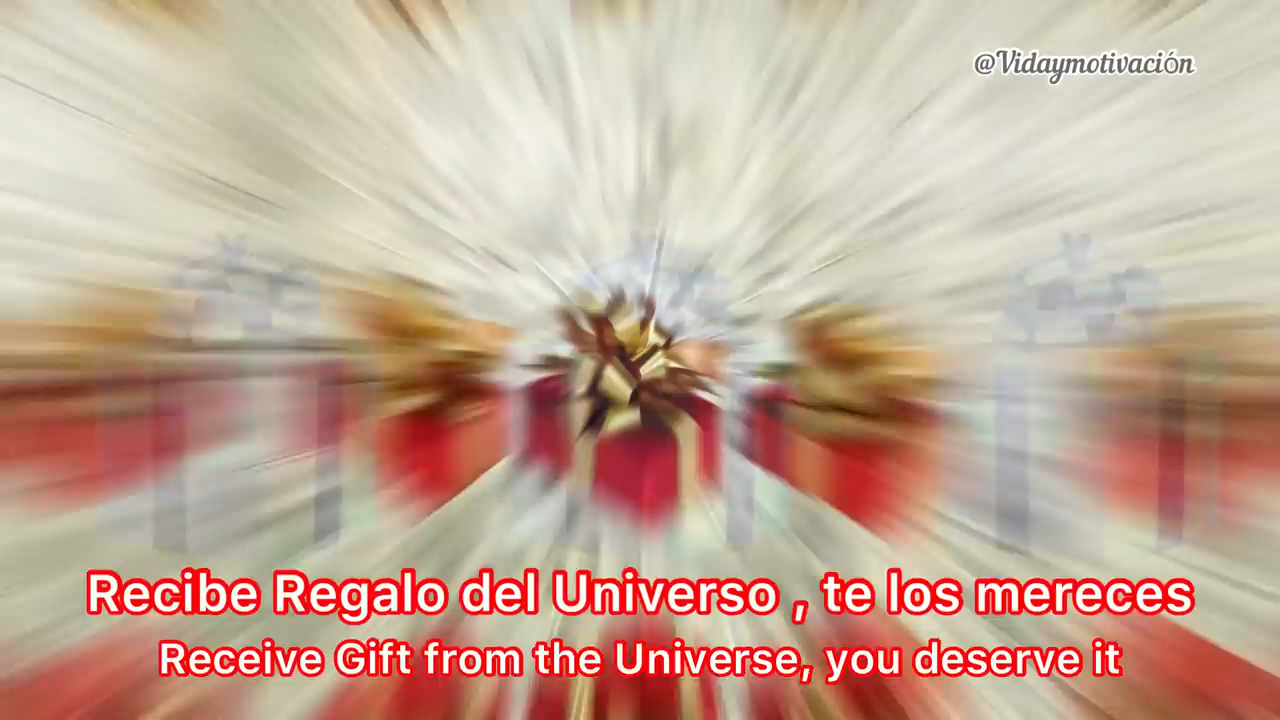 @Vidaymotivación
Recibe Regalo del Universo , te los mereces
Receive Gift from the Universe, you deserve it